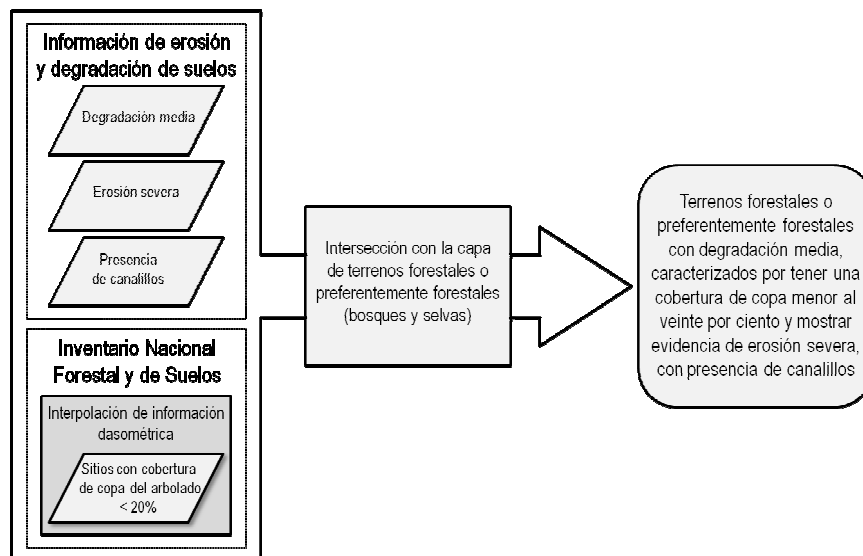 Información de erosión
y degradación de suelos
Degradación media
Erosión severa
Presencia
de canalillos
Inventario Nacional
Forestal y de Suelos
Interpolación de información
dasométrica
Sitios con cobertura
de copa del arbolado
< 20%
Intersección con la capa
de terrenos forestales o
preferentemente forestales
(bosques y selvas)
Terrenos forestales o
preferentemente forestales
con degradación media,
caracterizados por tener una
cobertura de copa menor al
veinte por ciento y mostrar
evidencia de erosión severa,
con presencia de canalillos